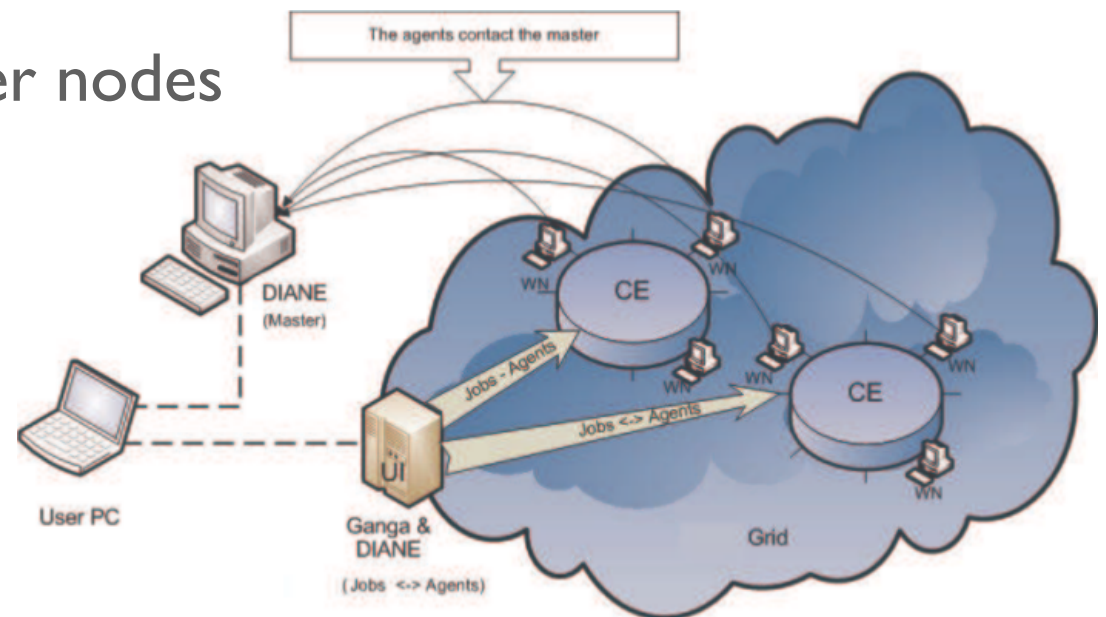 er nodes
The agents contact the master
DIANE
(Master)
User PC
UI
Ganga &
DIANE
(Jobs <-> Agents)
Jobs - Agents
Jobs <-> Agents
WN
WN
CE
WN
WN
WN
CE
WN
Grid